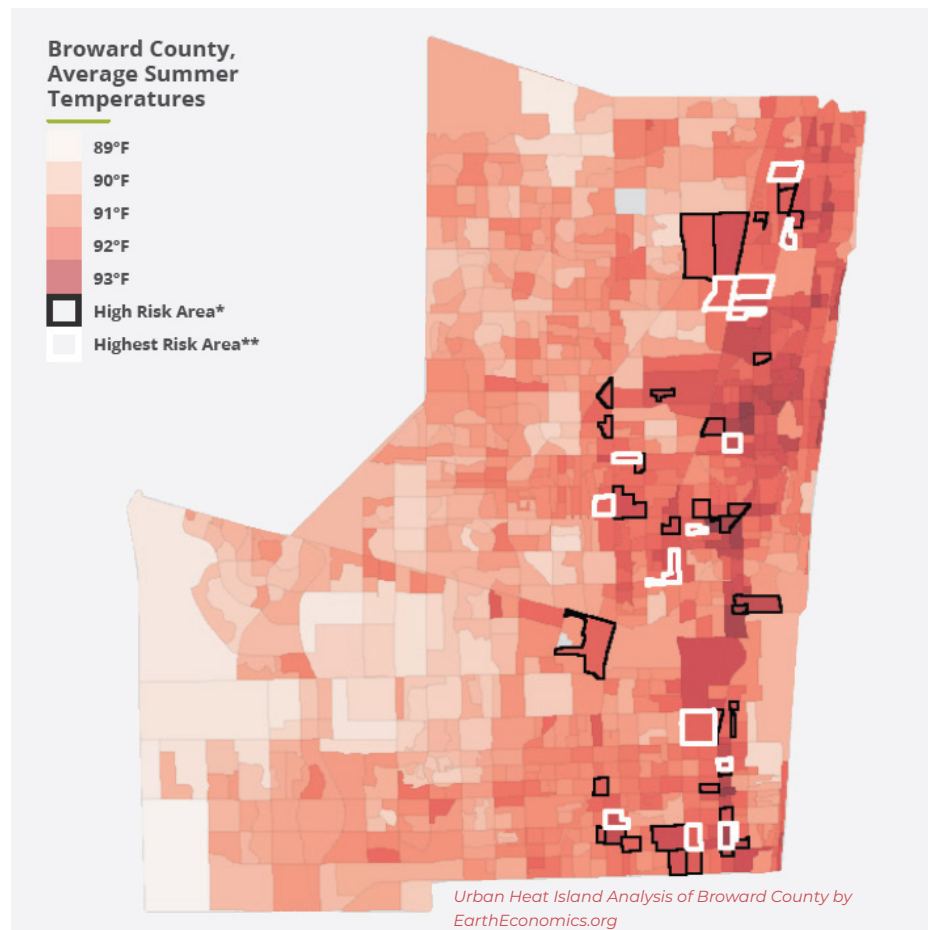 Broward County,
Average Summer
Temperatures
89°F
90°F
91°F
92°F
93°F
High Risk Area*
Highest Risk Area**
Urban Heat Island Analysis of Broward County by
EarthEconomics.org